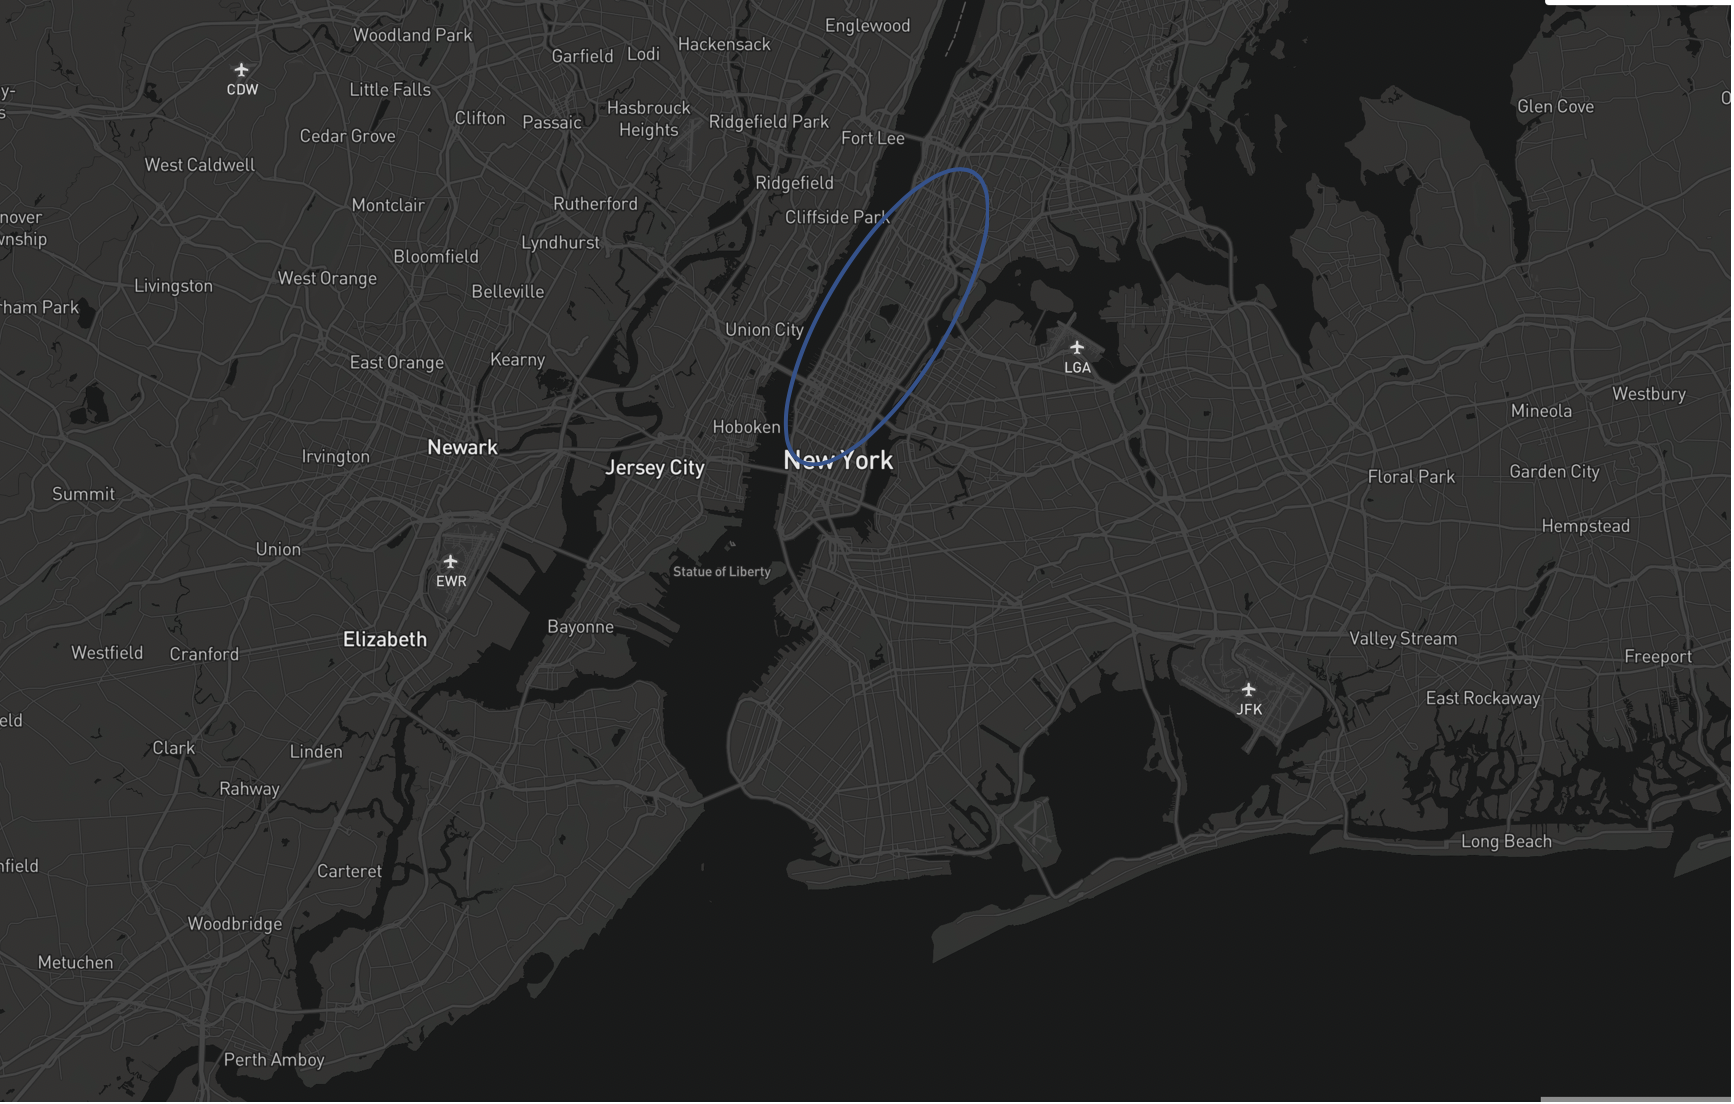 Englewood
Woodland Park
Hackensack
Garfield
Lodi
CDW
Little Falls
y-
s
Glen Cove
O
Hasbrouck
Heights
Clifton
Passaic
Ridgefield Park
Cedar Grove
Fort Lee
West Caldwell
Ridgefield
Montclair
Rutherford
Cliffside Park
nover
wnship
Lyndhurst
Bloomfield
West Orange
Livingston
Belleville
rham Park
Union City
East Orange
Kearny
LGA
Westbury
Mineola
Hoboken
Newark
Irvington
Jersey City
New York
Floral Park
Garden City
Summit
Hempstead
Union
Statue of Liberty
EWR
Bayonne
Elizabeth
Valley Stream
Westfield
Cranford
Freeport
East Rockaway
JFK
eld
Clark
Linden
Rahway
Long Beach
nfield
Carteret
Woodbridge
Metuchen
Perth Amboy